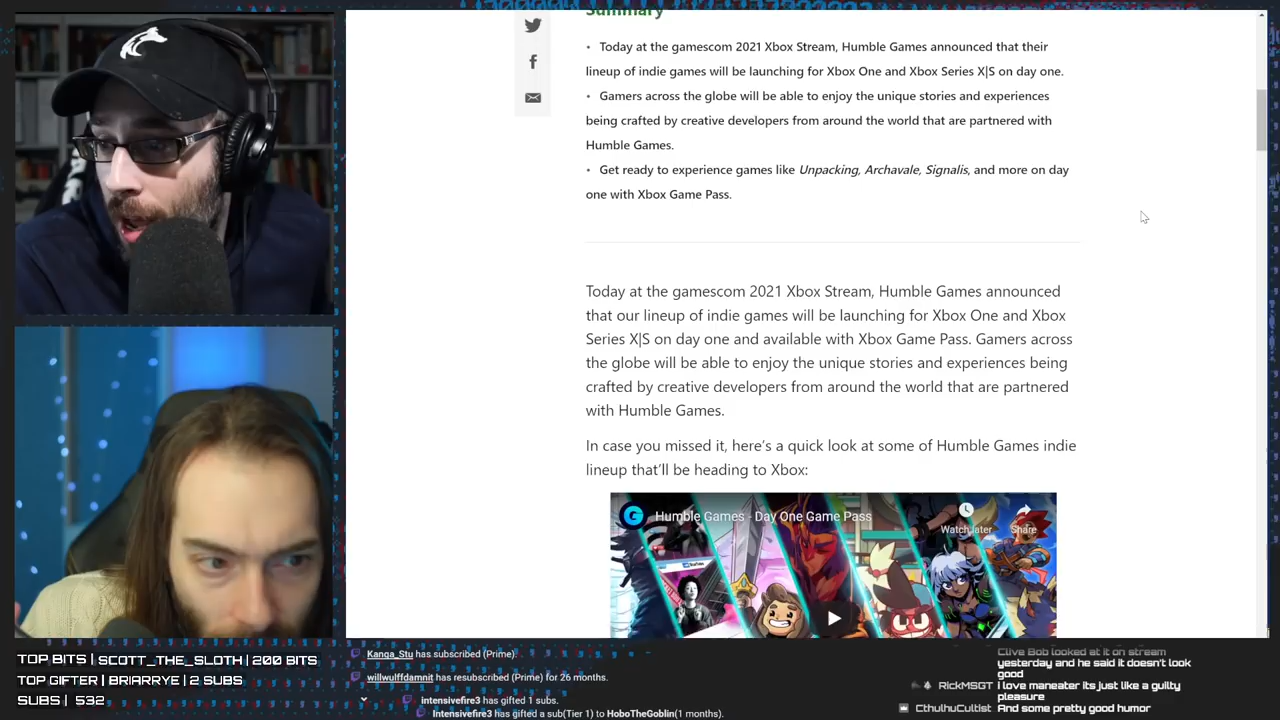 Summary
• Today at the gamescom 2021 Xbox Stream, Humble Games announced that their
lineup of indie games will be launching for Xbox One and Xbox Series X|S on day one.
• Gamers across the globe will be able to enjoy the unique stories and experiences
being crafted by creative developers from around the world that are partnered with
Humble Games.
• Get ready to experience games like Unpacking, Archavale, Signalis, and more on day
one with Xbox Game Pass.
Today at the gamescom 2021 Xbox Stream, Humble Games announced
that our lineup of indie games will be launching for Xbox One and Xbox
Series X|S on day one and available with Xbox Game Pass. Gamers across
the globe will be able to enjoy the unique stories and experiences being
crafted by creative developers from around the world that are partnered
with Humble Games.
In case you missed it, here's a quick look at some of Humble Games indie
lineup that'll be heading to Xbox:
Humble Games - Day One Game Pass
Watch later
Share
TOP BITS | SCOTT_THE_SLOTH | 200 BITS
TOP GIFTER | BRIARRYE | 2 SUBS
SUBS | 532
Kanga_Stu has subscribed (Prime).
willwulffdamnit has resubscribed (Prime) for 26 months.
intensivefire3 has gifted 1 subs.
Intensivefire3 has gifted a sub(Tier 1) to HoboTheGoblin(1 months).
Clive Bob looked at it on stream
yesterday and he said it doesn't look
good
RickMSGT i love maneater its just like a guilty
pleasure
CthulhuCultist And some pretty good humor